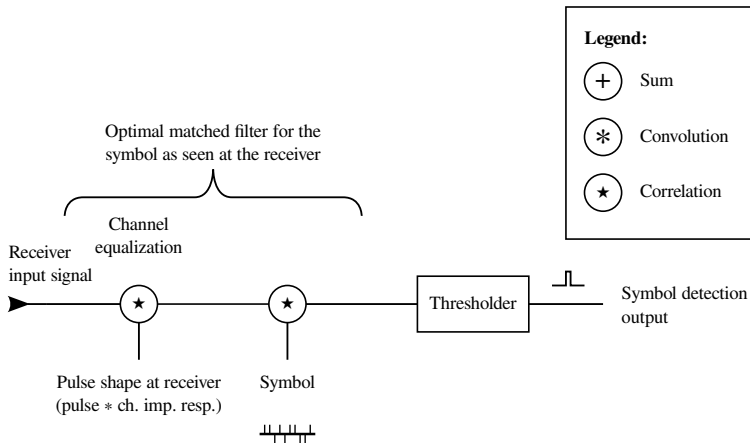 Legend:
Sum
Convolution
Correlation
Optimal matched filter for the
symbol as seen at the receiver
Channel
equalization
Receiver
input signal
Thresholder
Symbol detection
output
Pulse shape at receiver
(pulse * ch. imp. resp.)
Symbol